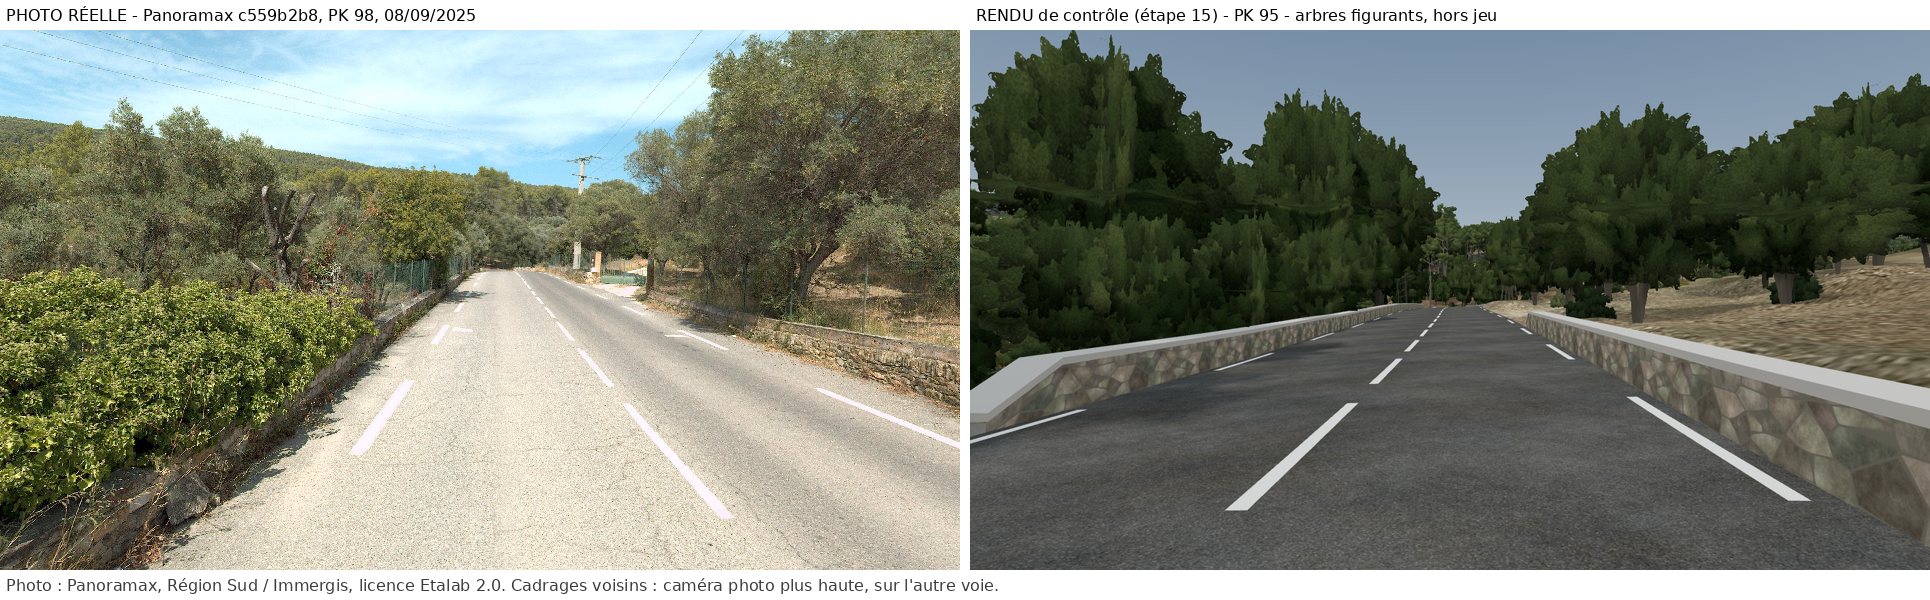 PHOTO RÉELLE - Panoramax c559b2b8, PK 98, 08/09/2025
RENDU de contrôle (étape 15) - PK 95 - arbres figurants, hors jeu
Photo : Panoramax, Région Sud / Immergis, licence Etalab 2.0. Cadrages voisins : caméra photo plus haute, sur l'autre voie.